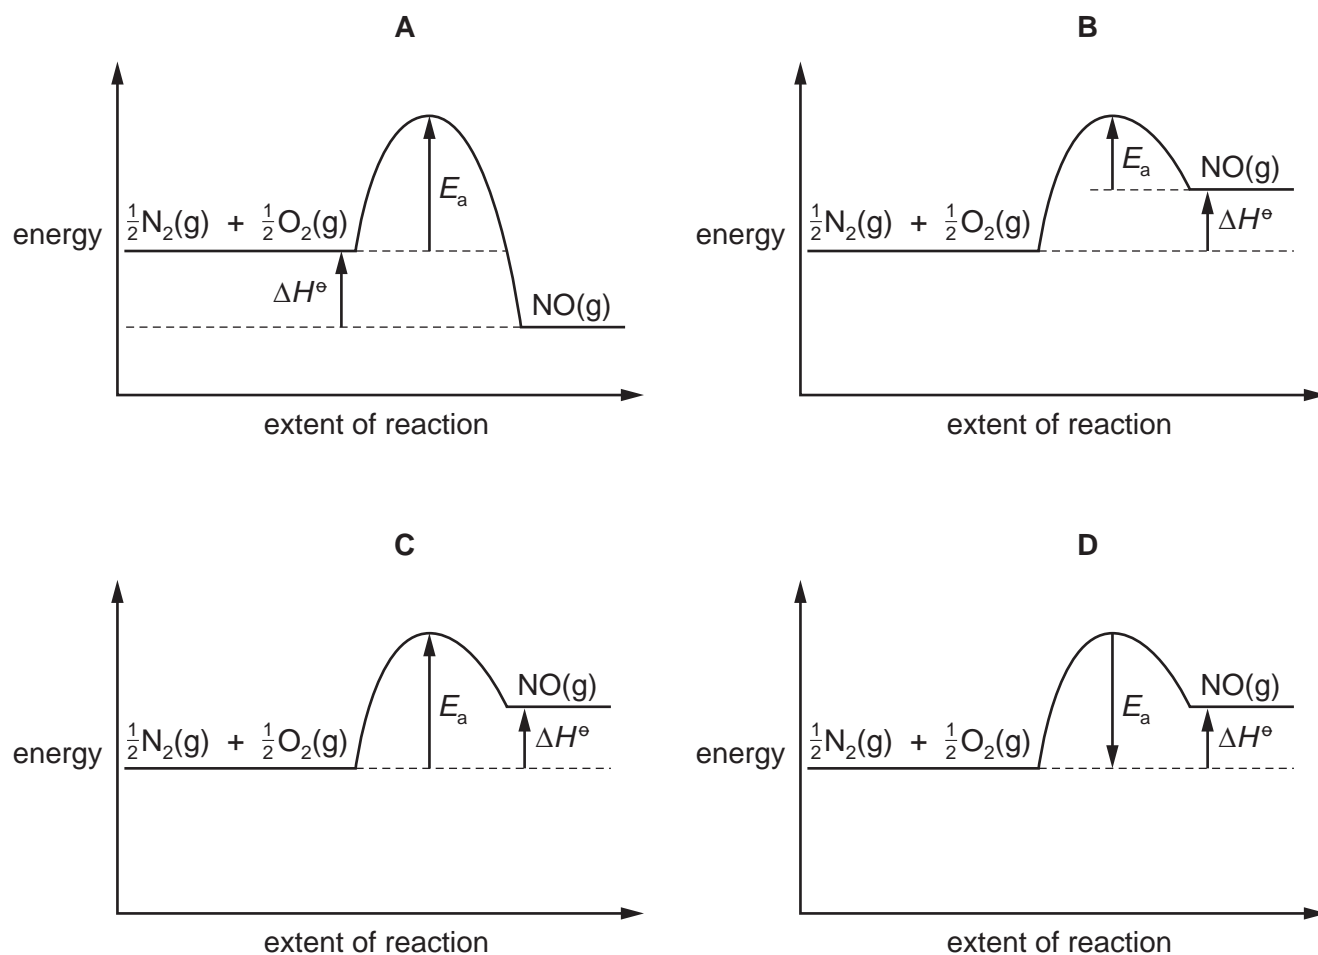 A
energy
½N₂(g) + ½O₂(g)
Eₐ
ΔH⦵
NO(g)
extent of reaction
B
energy
½N₂(g) + ½O₂(g)
Eₐ
NO(g)
ΔH⦵
extent of reaction
C
energy
½N₂(g) + ½O₂(g)
Eₐ
NO(g)
ΔH⦵
extent of reaction
D
energy
½N₂(g) + ½O₂(g)
Eₐ
NO(g)
ΔH⦵
extent of reaction